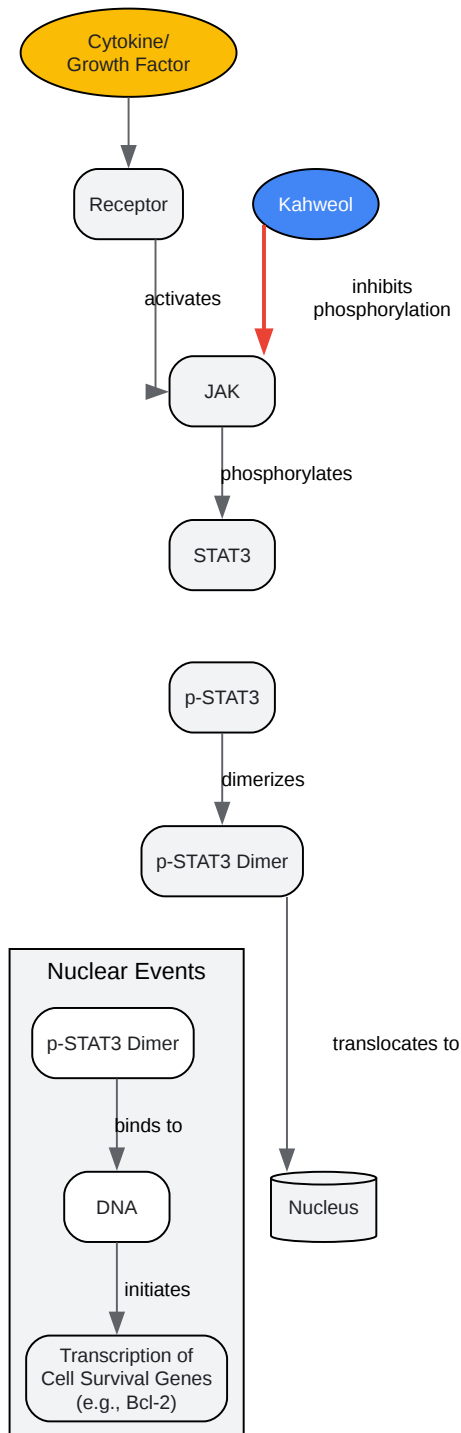 Cytokine/
Growth Factor
Receptor
Kahweol
activates
inhibits
phosphorylation
JAK
phosphorylates
STAT3
p-STAT3
dimerizes
p-STAT3 Dimer
Nuclear Events
p-STAT3 Dimer
translocates to
binds to
DNA
Nucleus
initiates
Transcription of
Cell Survival Genes
(e.g., Bcl-2)